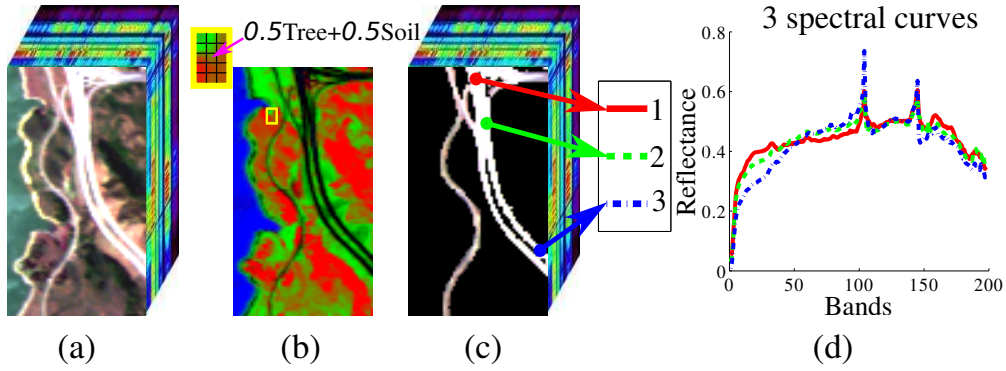 0.5Tree+0.5Soil
1
2
3
3 spectral curves
Reflectance
0.8
0.6
0.4
0.2
0
0
50
100
150
200
Bands
(a)
(b)
(c)
(d)